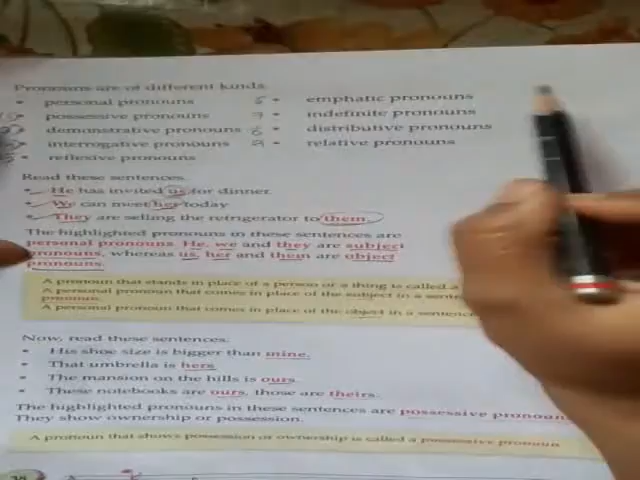 Pronouns are of different kinds.
• personal pronouns
• possessive pronouns
• demonstrative pronouns
• interrogative pronouns
• reflexive pronouns
• emphatic pronouns
• indefinite pronouns
• distributive pronouns
• relative pronouns
Read these sentences.
• He has invited us for dinner.
• We can meet her today
• They are selling the refrigerator to them.
The highlighted pronouns in these sentences are
personal pronouns. He, we and they are subject
pronouns, whereas us, her and them are object
pronouns.
A pronoun that stands in place of a person or a thing is called a
A personal pronoun that comes in place of the subject in a
pronoun.
A personal pronoun that comes in place of the object in a sentence
Now, read these sentences.
• His shoe size is bigger than mine.
• That umbrella is hers
• The mansion on the hills is ours
• These notebooks are ours, those are theirs.
The highlighted pronouns in these sentences are possessive
They show ownership or possession.
A pronoun that shows possession or ownership is called a possessive pronoun